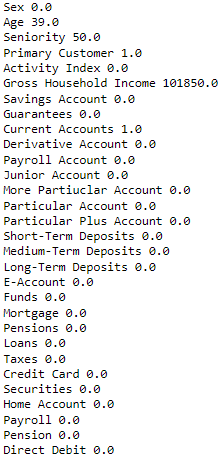 Sex 0.0
Age 39.0
Seniority 50.0
Primary Customer 1.0
Activity Index 0.0
Gross Household Income 101850.0
Savings Account 0.0
Guarantees 0.0
Current Accounts 1.0
Derivative Account 0.0
Payroll Account 0.0
Junior Account 0.0
More Partiuclar Account 0.0
Particular Account 0.0
Particular Plus Account 0.0
Short-Term Deposits 0.0
Medium-Term Deposits 0.0
Long-Term Deposits 0.0
E-Account 0.0
Funds 0.0
Mortgage 0.0
Pensions 0.0
Loans 0.0
Taxes 0.0
Credit Card 0.0
Securities 0.0
Home Account 0.0
Payroll 0.0
Pension 0.0
Direct Debit 0.0